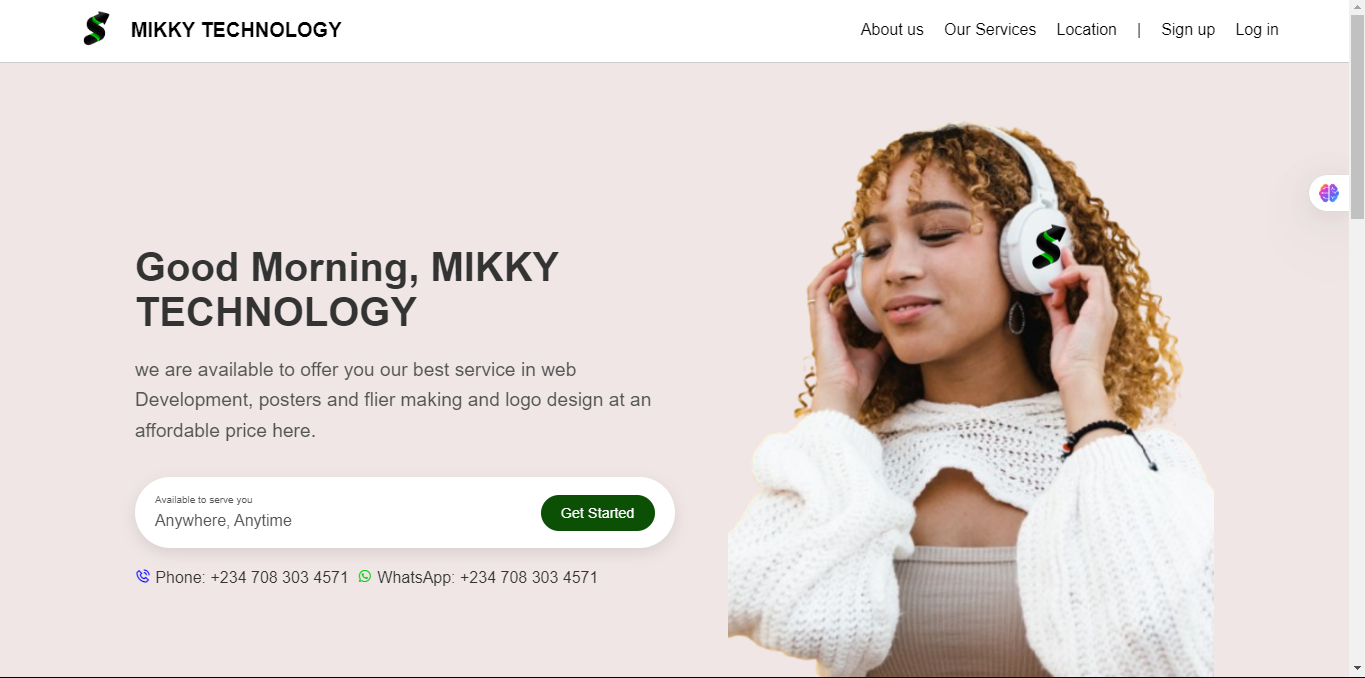 MIKKY TECHNOLOGY
About us Our Services Location | Sign up Log in
Good Morning, MIKKY
TECHNOLOGY
we are available to offer you our best service in web
Development, posters and flier making and logo design at an
affordable price here.
Available to serve you
Anywhere, Anytime
Get Started
Phone: +234 708 303 4571 WhatsApp: +234 708 303 4571